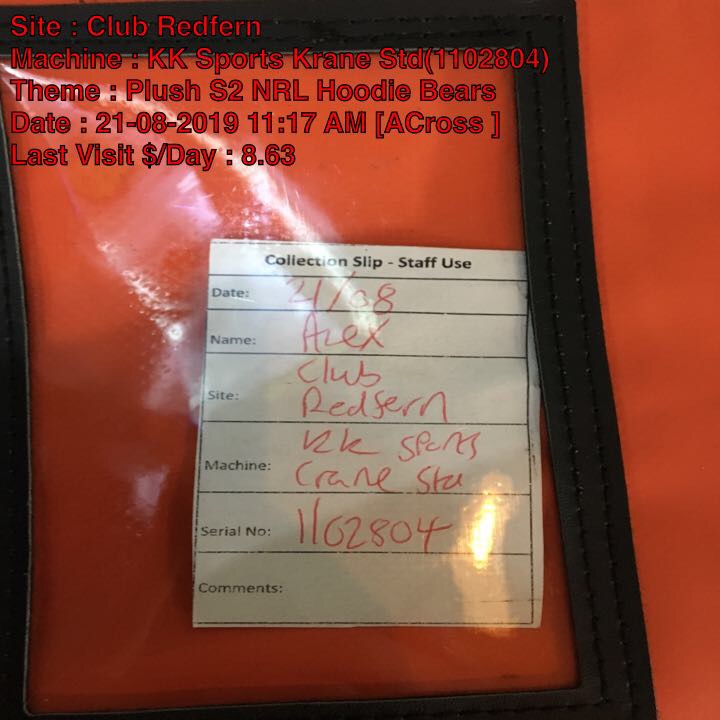 Site : Club Redfern
Machine : KK Sports Krane Std(1102804)
Theme : Plush S2 NRL Hoodie Bears
Date : 21-08-2019 11:17 AM [ACross ]
Last Visit $/Day : 8.63
Collection Slip - Staff Use
Date: 21/08
Name: Alex
Site: Club
Redfern
Machine: KK Sports
Crane Std
Serial No: 1102804
Comments: